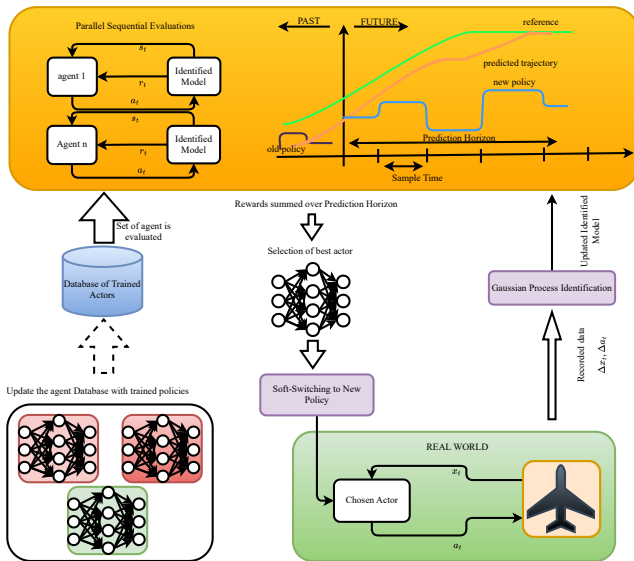 Parallel Sequential Evaluations
PAST
FUTURE
reference
s_t
agent 1
r_t
Identified
Model
a_t
predicted trajectory
new policy
s_t
Agent n
r_t
Identified
Model
a_t
old policy
Prediction Horizon
Sample Time
Set of agent is
evaluated
Rewards summed over Prediction Horizon
Updated Identified
Model
Selection of best actor
Database of Trained
Actors
Gaussian Process Identification
Recorded data
Δx_t, Δa_t
Update the agent Database with trained policies
Soft-Switching to New
Policy
REAL WORLD
x_t
Chosen Actor
a_t